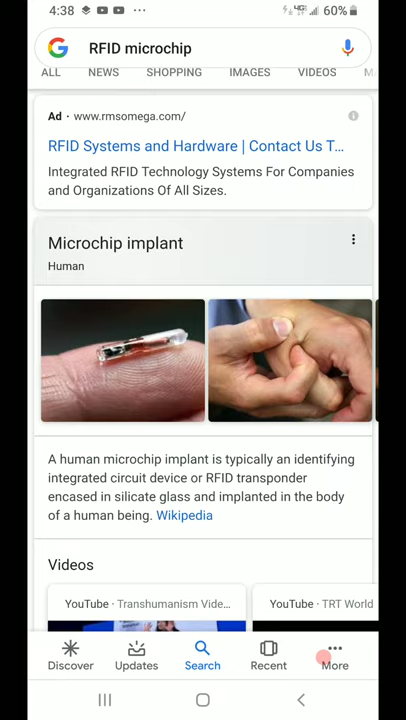 4:38
4G
60%
RFID microchip
ALL NEWS SHOPPING IMAGES VIDEOS
Ad · www.rmsomega.com/
RFID Systems and Hardware | Contact Us T...
Integrated RFID Technology Systems For Companies
and Organizations Of All Sizes.
Microchip implant
Human
A human microchip implant is typically an identifying
integrated circuit device or RFID transponder
encased in silicate glass and implanted in the body
of a human being. Wikipedia
Videos
YouTube · Transhumanism Vide...
YouTube · TRT World
Discover Updates Search Recent More